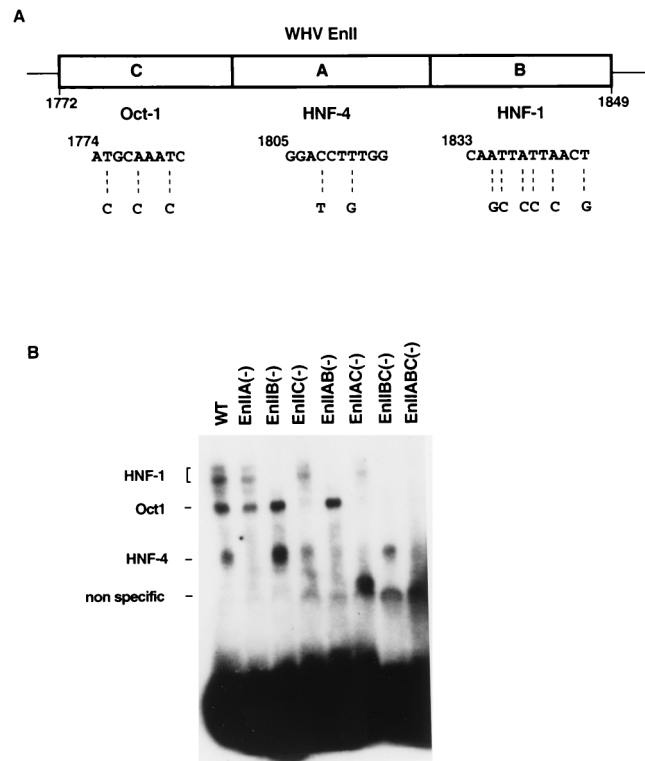 A
WHV EnII
C A B
1772 1849
Oct-1 HNF-4 HNF-1
1774 1805 1833
ATGCAAATC GGACCTTTGG CAATTATTAACT
C C C T G GC CC C G
B
WT EnIIA(-) EnIIB(-) EnIIC(-) EnIIAB(-) EnIIAC(-) EnIIBC(-) EnIIABC(-)
HNF-1
Oct1
HNF-4
non specific